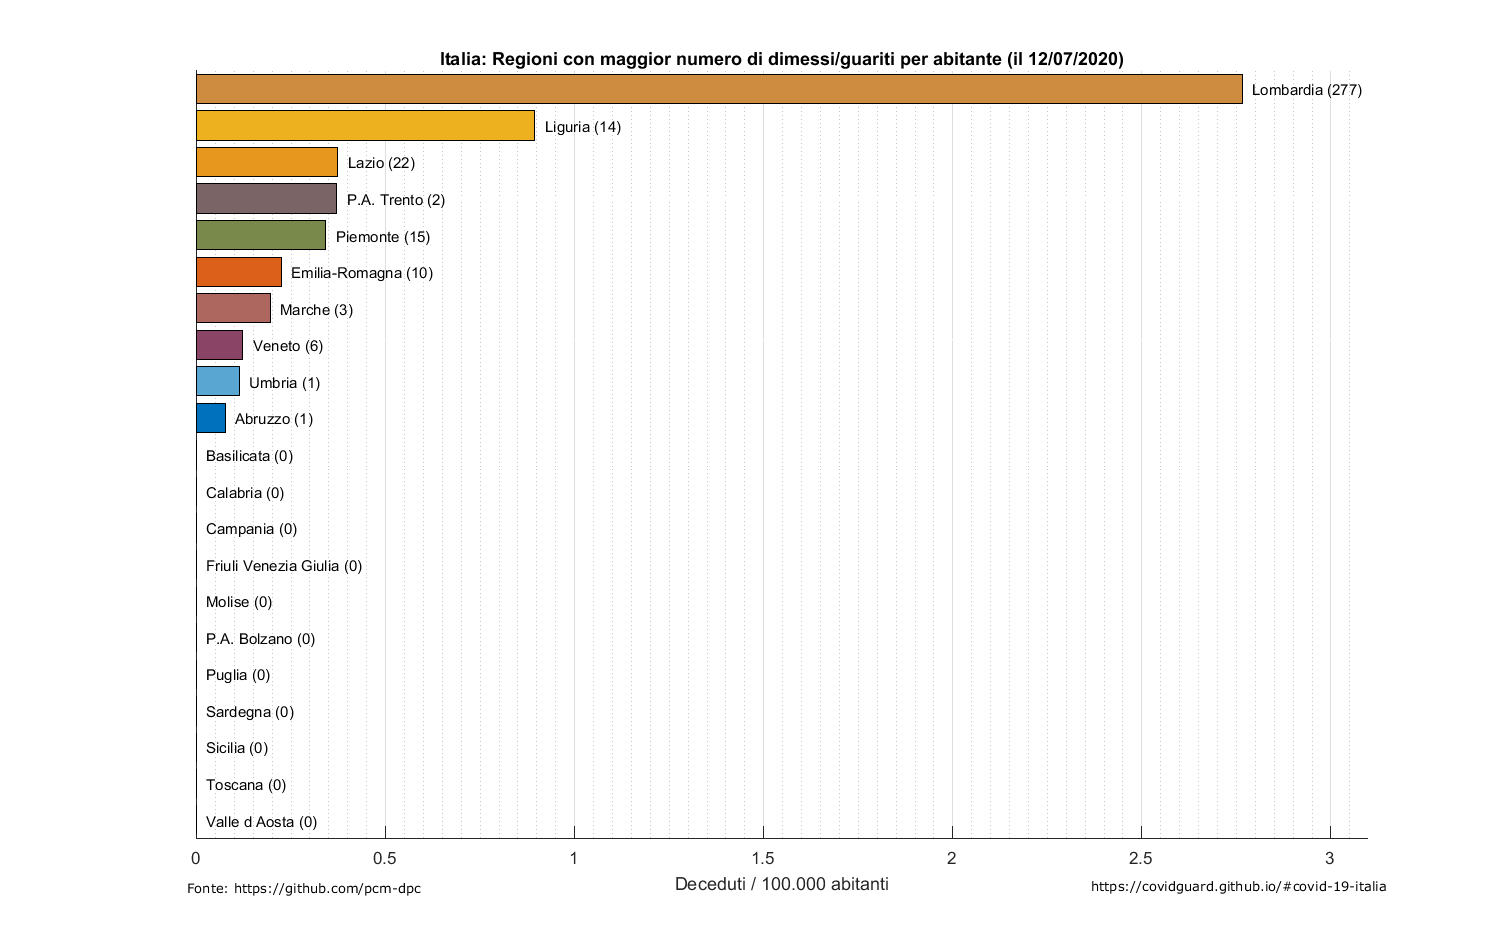 Italia: Regioni con maggior numero di dimessi/guariti per abitante (il 12/07/2020)
Lombardia (277)
Liguria (14)
Lazio (22)
P.A. Trento (2)
Piemonte (15)
Emilia-Romagna (10)
Marche (3)
Veneto (6)
Umbria (1)
Abruzzo (1)
Basilicata (0)
Calabria (0)
Campania (0)
Friuli Venezia Giulia (0)
Molise (0)
P.A. Bolzano (0)
Puglia (0)
Sardegna (0)
Sicilia (0)
Toscana (0)
Valle d Aosta (0)
0 0.5 1 1.5 2 2.5 3
Deceduti / 100.000 abitanti
Fonte: https://github.com/pcm-dpc
https://covidguard.github.io/#covid-19-italia